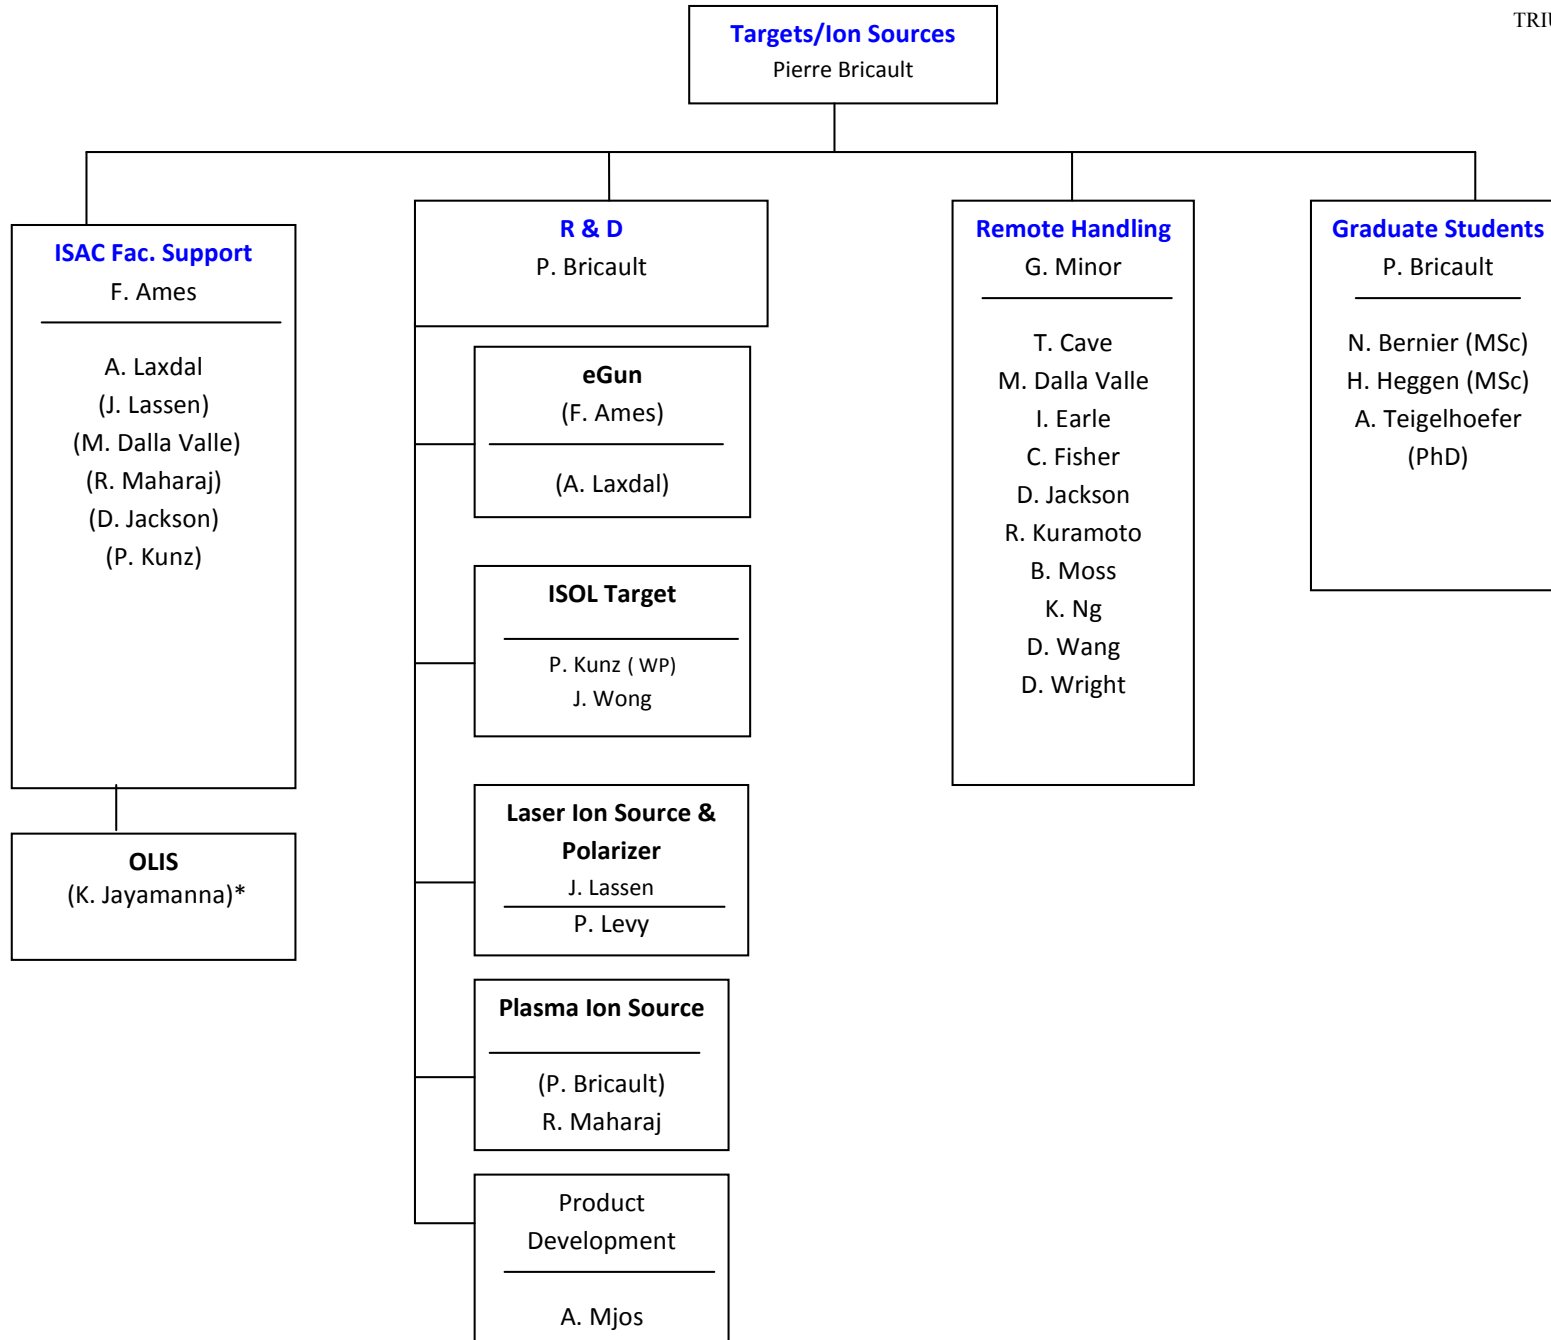 TRIU
Targets/Ion Sources
Pierre Bricault
ISAC Fac. Support
F. Ames
A. Laxdal
(J. Lassen)
(M. Dalla Valle)
(R. Maharaj)
(D. Jackson)
(P. Kunz)
OLIS
(K. Jayamanna)*
R & D
P. Bricault
eGun
(F. Ames)
(A. Laxdal)
ISOL Target
P. Kunz ( WP)
J. Wong
Laser Ion Source &
Polarizer
J. Lassen
P. Levy
Plasma Ion Source
(P. Bricault)
R. Maharaj
Product
Development
A. Mjos
Remote Handling
G. Minor
T. Cave
M. Dalla Valle
I. Earle
C. Fisher
D. Jackson
R. Kuramoto
B. Moss
K. Ng
D. Wang
D. Wright
Graduate Students
P. Bricault
N. Bernier (MSc)
H. Heggen (MSc)
A. Teigelhoefer
(PhD)